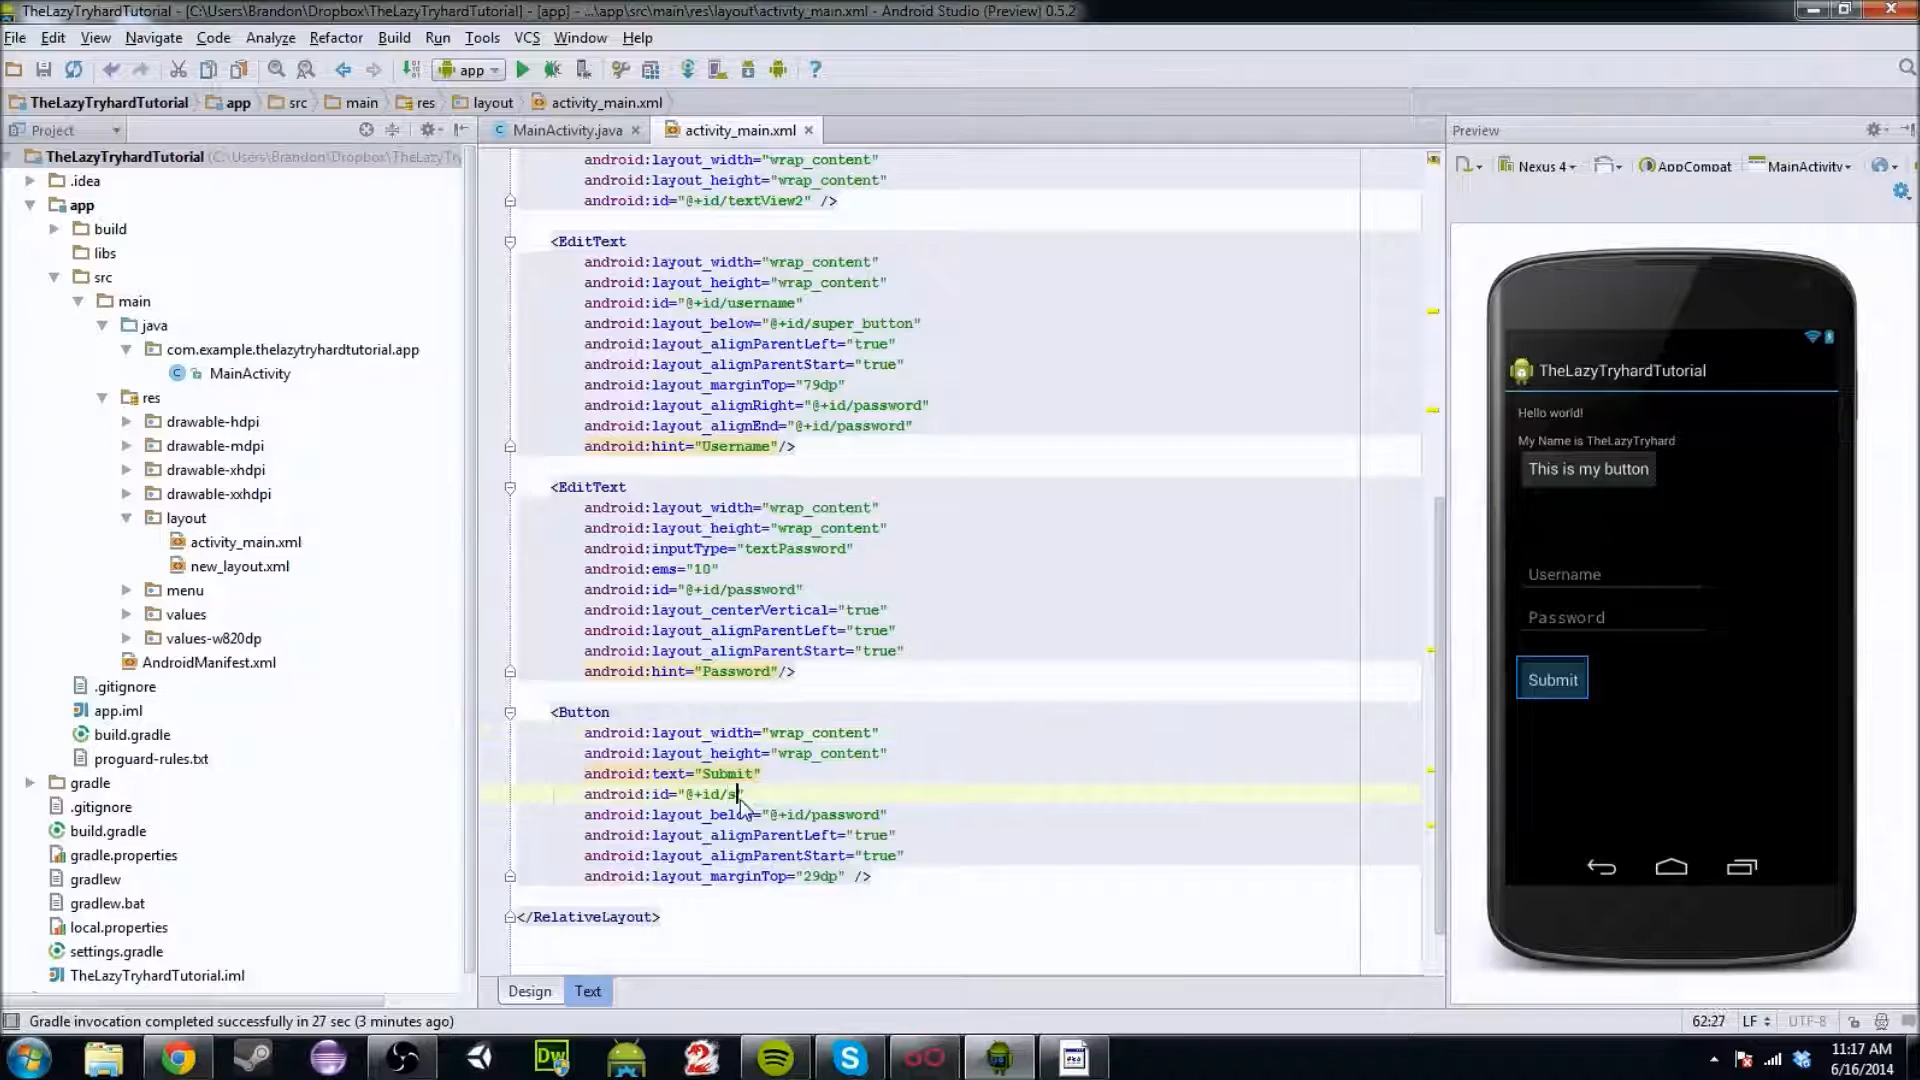 TheLazyTryhardTutorial - [C:\Users\Brandon\Dropbox\TheLazyTryhardTutorial] - [app] - ...\app\src\main\res\layout\activity_main.xml - Android Studio (Preview) 0.5.2
File Edit View Navigate Code Analyze Refactor Build Run Tools VCS Window Help
app
TheLazyTryhardTutorial app src main res layout activity_main.xml
Project
MainActivity.java
activity_main.xml
Preview
TheLazyTryhardTutorial (C:\Users\Brandon\Dropbox\TheLazyTry
.idea
app
build
libs
src
main
java
com.example.thelazytryhardtutorial.app
MainActivity
res
drawable-hdpi
drawable-mdpi
drawable-xhdpi
drawable-xxhdpi
layout
activity_main.xml
new_layout.xml
menu
values
values-w820dp
AndroidManifest.xml
.gitignore
app.iml
build.gradle
proguard-rules.txt
gradle
.gitignore
build.gradle
gradle.properties
gradlew
gradlew.bat
local.properties
settings.gradle
TheLazyTryhardTutorial.iml
android:layout_width="wrap_content"
android:layout_height="wrap_content"
android:id="@+id/textView2" />
<EditText
android:layout_width="wrap_content"
android:layout_height="wrap_content"
android:id="@+id/username"
android:layout_below="@+id/super_button"
android:layout_alignParentLeft="true"
android:layout_alignParentStart="true"
android:layout_marginTop="79dp"
android:layout_alignRight="@+id/password"
android:layout_alignEnd="@+id/password"
android:hint="Username"/>
<EditText
android:layout_width="wrap_content"
android:layout_height="wrap_content"
android:inputType="textPassword"
android:ems="10"
android:id="@+id/password"
android:layout_centerVertical="true"
android:layout_alignParentLeft="true"
android:layout_alignParentStart="true"
android:hint="Password"/>
<Button
android:layout_width="wrap_content"
android:layout_height="wrap_content"
android:text="Submit"
android:id="@+id/s"
android:layout_below="@+id/password"
android:layout_alignParentLeft="true"
android:layout_alignParentStart="true"
android:layout_marginTop="29dp" />
</RelativeLayout>
Design Text
Nexus 4 AppCompat MainActivity
TheLazyTryhardTutorial
Hello world!
My Name is TheLazyTryhard
This is my button
Username
Password
Submit
Gradle invocation completed successfully in 27 sec (3 minutes ago)
62:27 LF UTF-8
Dw
2
11:17 AM
6/16/2014